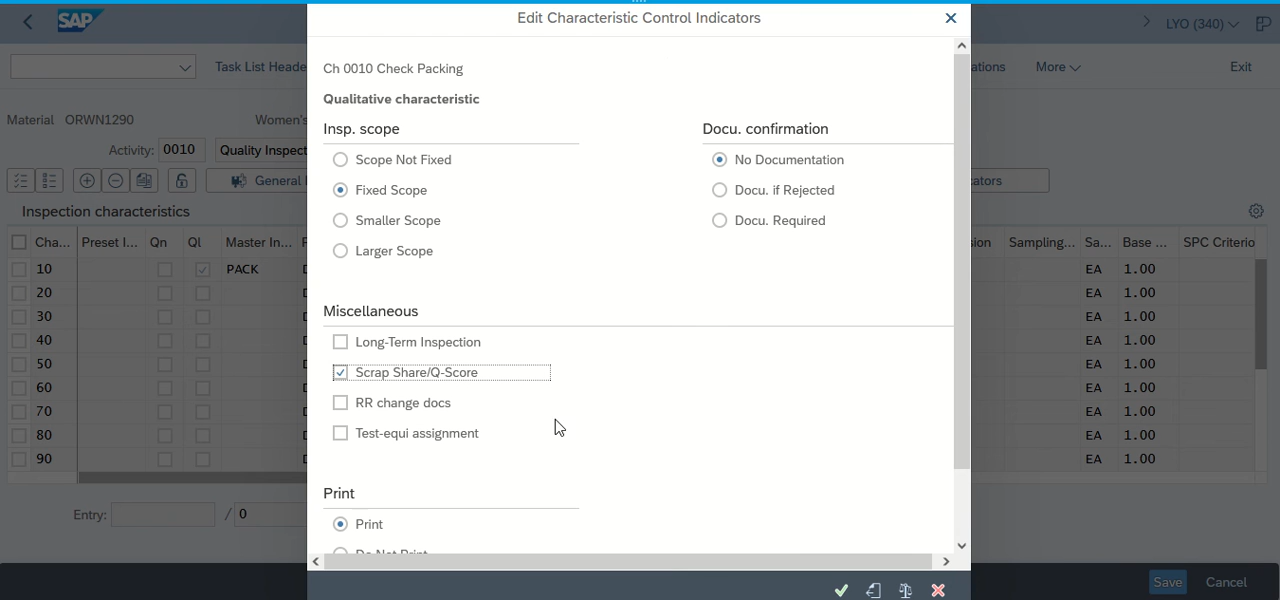 Edit Characteristic Control Indicators
SAP
LYO (340)
Task List Heade
ations
More
Exit
Ch 0010 Check Packing
Qualitative characteristic
Material ORWN1290 Women's
Insp. scope
Docu. confirmation
Activity: 0010 Quality Inspect
Scope Not Fixed
No Documentation
General
ators
Fixed Scope
Docu. if Rejected
Inspection characteristics
Smaller Scope
Docu. Required
Cha... Preset I... Qn Ql Master In...
Larger Scope
sion Sampling... Sa... Base ... SPC Criterio
10 PACK EA 1.00
20 EA 1.00
30 EA 1.00
40 EA 1.00
50 EA 1.00
60 EA 1.00
70 EA 1.00
80 EA 1.00
90 EA 1.00
Miscellaneous
Long-Term Inspection
Scrap Share/Q-Score
RR change docs
Test-equi assignment
Print
Print
Do Not Print
Entry: / 0
Save
Cancel